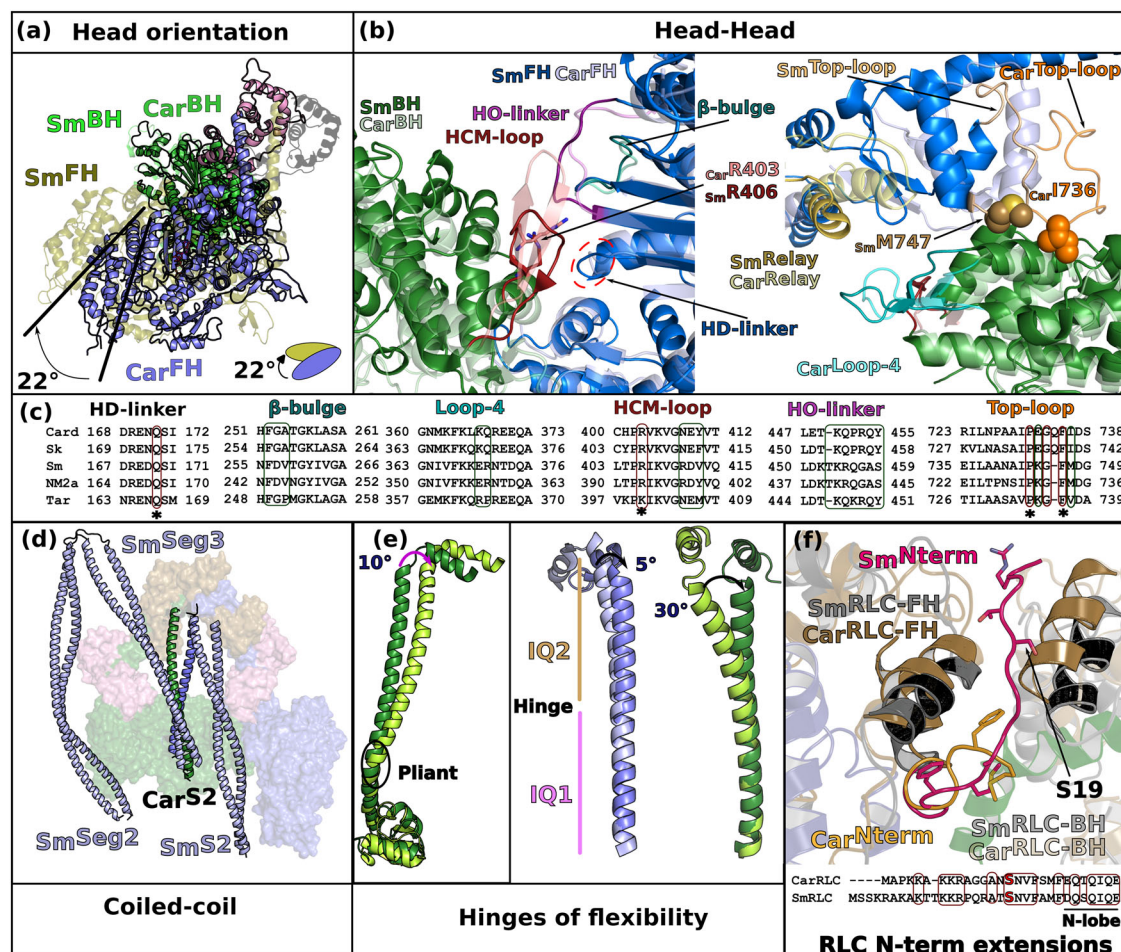 (a) Head orientation
SmBH
CarBH
SmFH
CarFH
22°
22°
(b) Head-Head
SmFH CarFH
SmBH
CarBH
HO-linker
HCM-loop
β-bulge
CarR403
SmR406
HD-linker
SmTop-loop
CarTop-loop
CarI736
SmM747
SmRelay
CarRelay
CarLoop-4
(c) HD-linker β-bulge Loop-4 HCM-loop HO-linker Top-loop
Card 168 DRENQSI 172 251 HFGATGKLASA 261 360 GNMKFKLKQREEQA 373 400 CHPRVKVGNEYVT 412 447 LET-KQPRQY 455 723 RILNPAAIPEGQFIDS 738
Sk 169 DRENQSI 175 254 HFGATGKLASA 264 364 GNMKFKQKQREEQA 377 403 CYPRVKVGNEFVT 415 450 LDT-KQPRQY 458 727 KVLNASAIPEGQFIDS 742
Sm 167 DREDQSI 171 255 NFDVTGYIVGA 266 363 GNIVFKKERNTDQA 376 403 LTPRIKVGRDYVQ 415 450 LDKTKRQGAS 459 735 EILAANAIPKG-FMDG 749
NM2a 164 DREDQSI 170 242 NFDVNGYIVGA 252 350 GNIVFKKERNTDQA 363 390 LTPRIKVGRDYVQ 402 437 LDKTKRQGAS 446 722 EILTPNSIPKG-FMDG 736
Tar 163 NRENQSM 169 248 HFGPMGKLAGA 258 357 GEMKFKQRPREEQA 370 397 VKPRIKVGNEMVT 409 444 LDT-KQKRQY 451 726 TILAASAVPKG-FVDA 739
* * * *
(d)
SmSeg3
CarS2
SmSeg2
SmS2
Coiled-coil
(e)
10°
Pliant
IQ2
Hinge
IQ1
5°
30°
Hinges of flexibility
(f)
SmNterm
SmRLC-FH
CarRLC-FH
S19
CarNterm
SmRLC-BH
CarRLC-BH
CarRLC ----MAPKKA-KKRAGGANSNVFSMFEQTQIQE
SmRLC MSSKRAKAKTTKKRPQRATSNVFAMFDQSQIQE
N-lobe
RLC N-term extensions